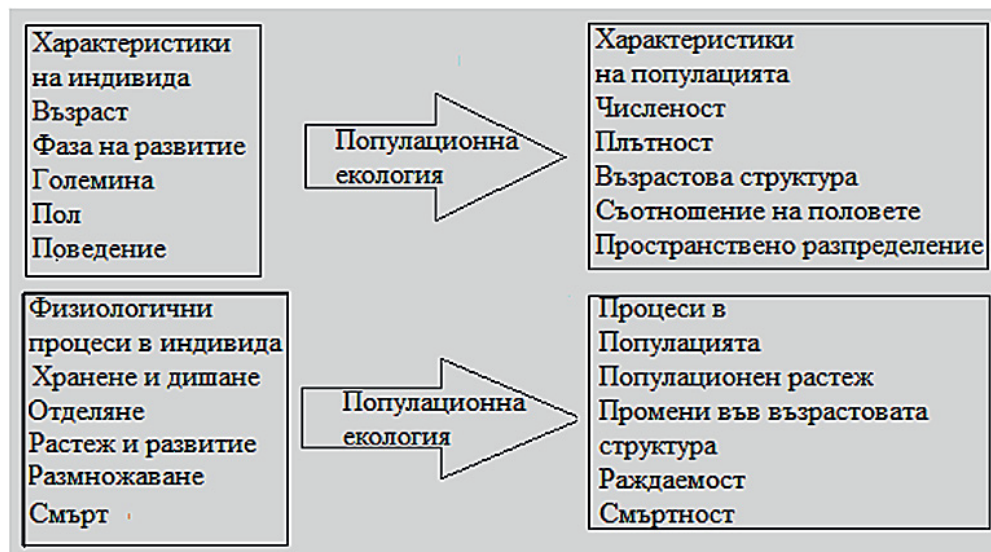 Характеристики
на индивида
Възраст
Фаза на развитие
Големина
Пол
Поведение
Популационна
екология
Характеристики
на популацията
Численост
Плътност
Възрастова структура
Съотношение на половете
Пространствено разпределение
Физиологични
процеси в индивида
Хранене и дишане
Отделяне
Растеж и развитие
Размножаване
Смърт
Популационна
екология
Процеси в
Популацията
Популационен растеж
Промени във възрастовата
структура
Раждаемост
Смъртност